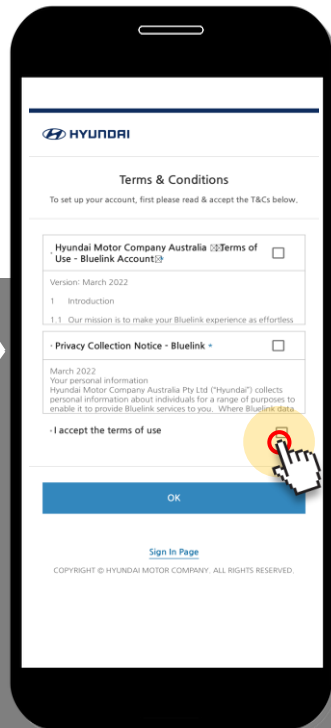 HYUNDAI
Terms & Conditions
To set up your account, first please read & accept the T&Cs below.
· Hyundai Motor Company Australia Terms of
Use - Bluelink Account
Version: March 2022
1 Introduction
1.1 Our mission is to make your Bluelink experience as effortless
· Privacy Collection Notice - Bluelink
March 2022
Your personal information
Hyundai Motor Company Australia Pty Ltd ("Hyundai") collects
personal information about individuals for a range of purposes to
enable it to provide Bluelink services to you. Where Bluelink data
· I accept the terms of use
OK
Sign In Page
COPYRIGHT © HYUNDAI MOTOR COMPANY. ALL RIGHTS RESERVED.